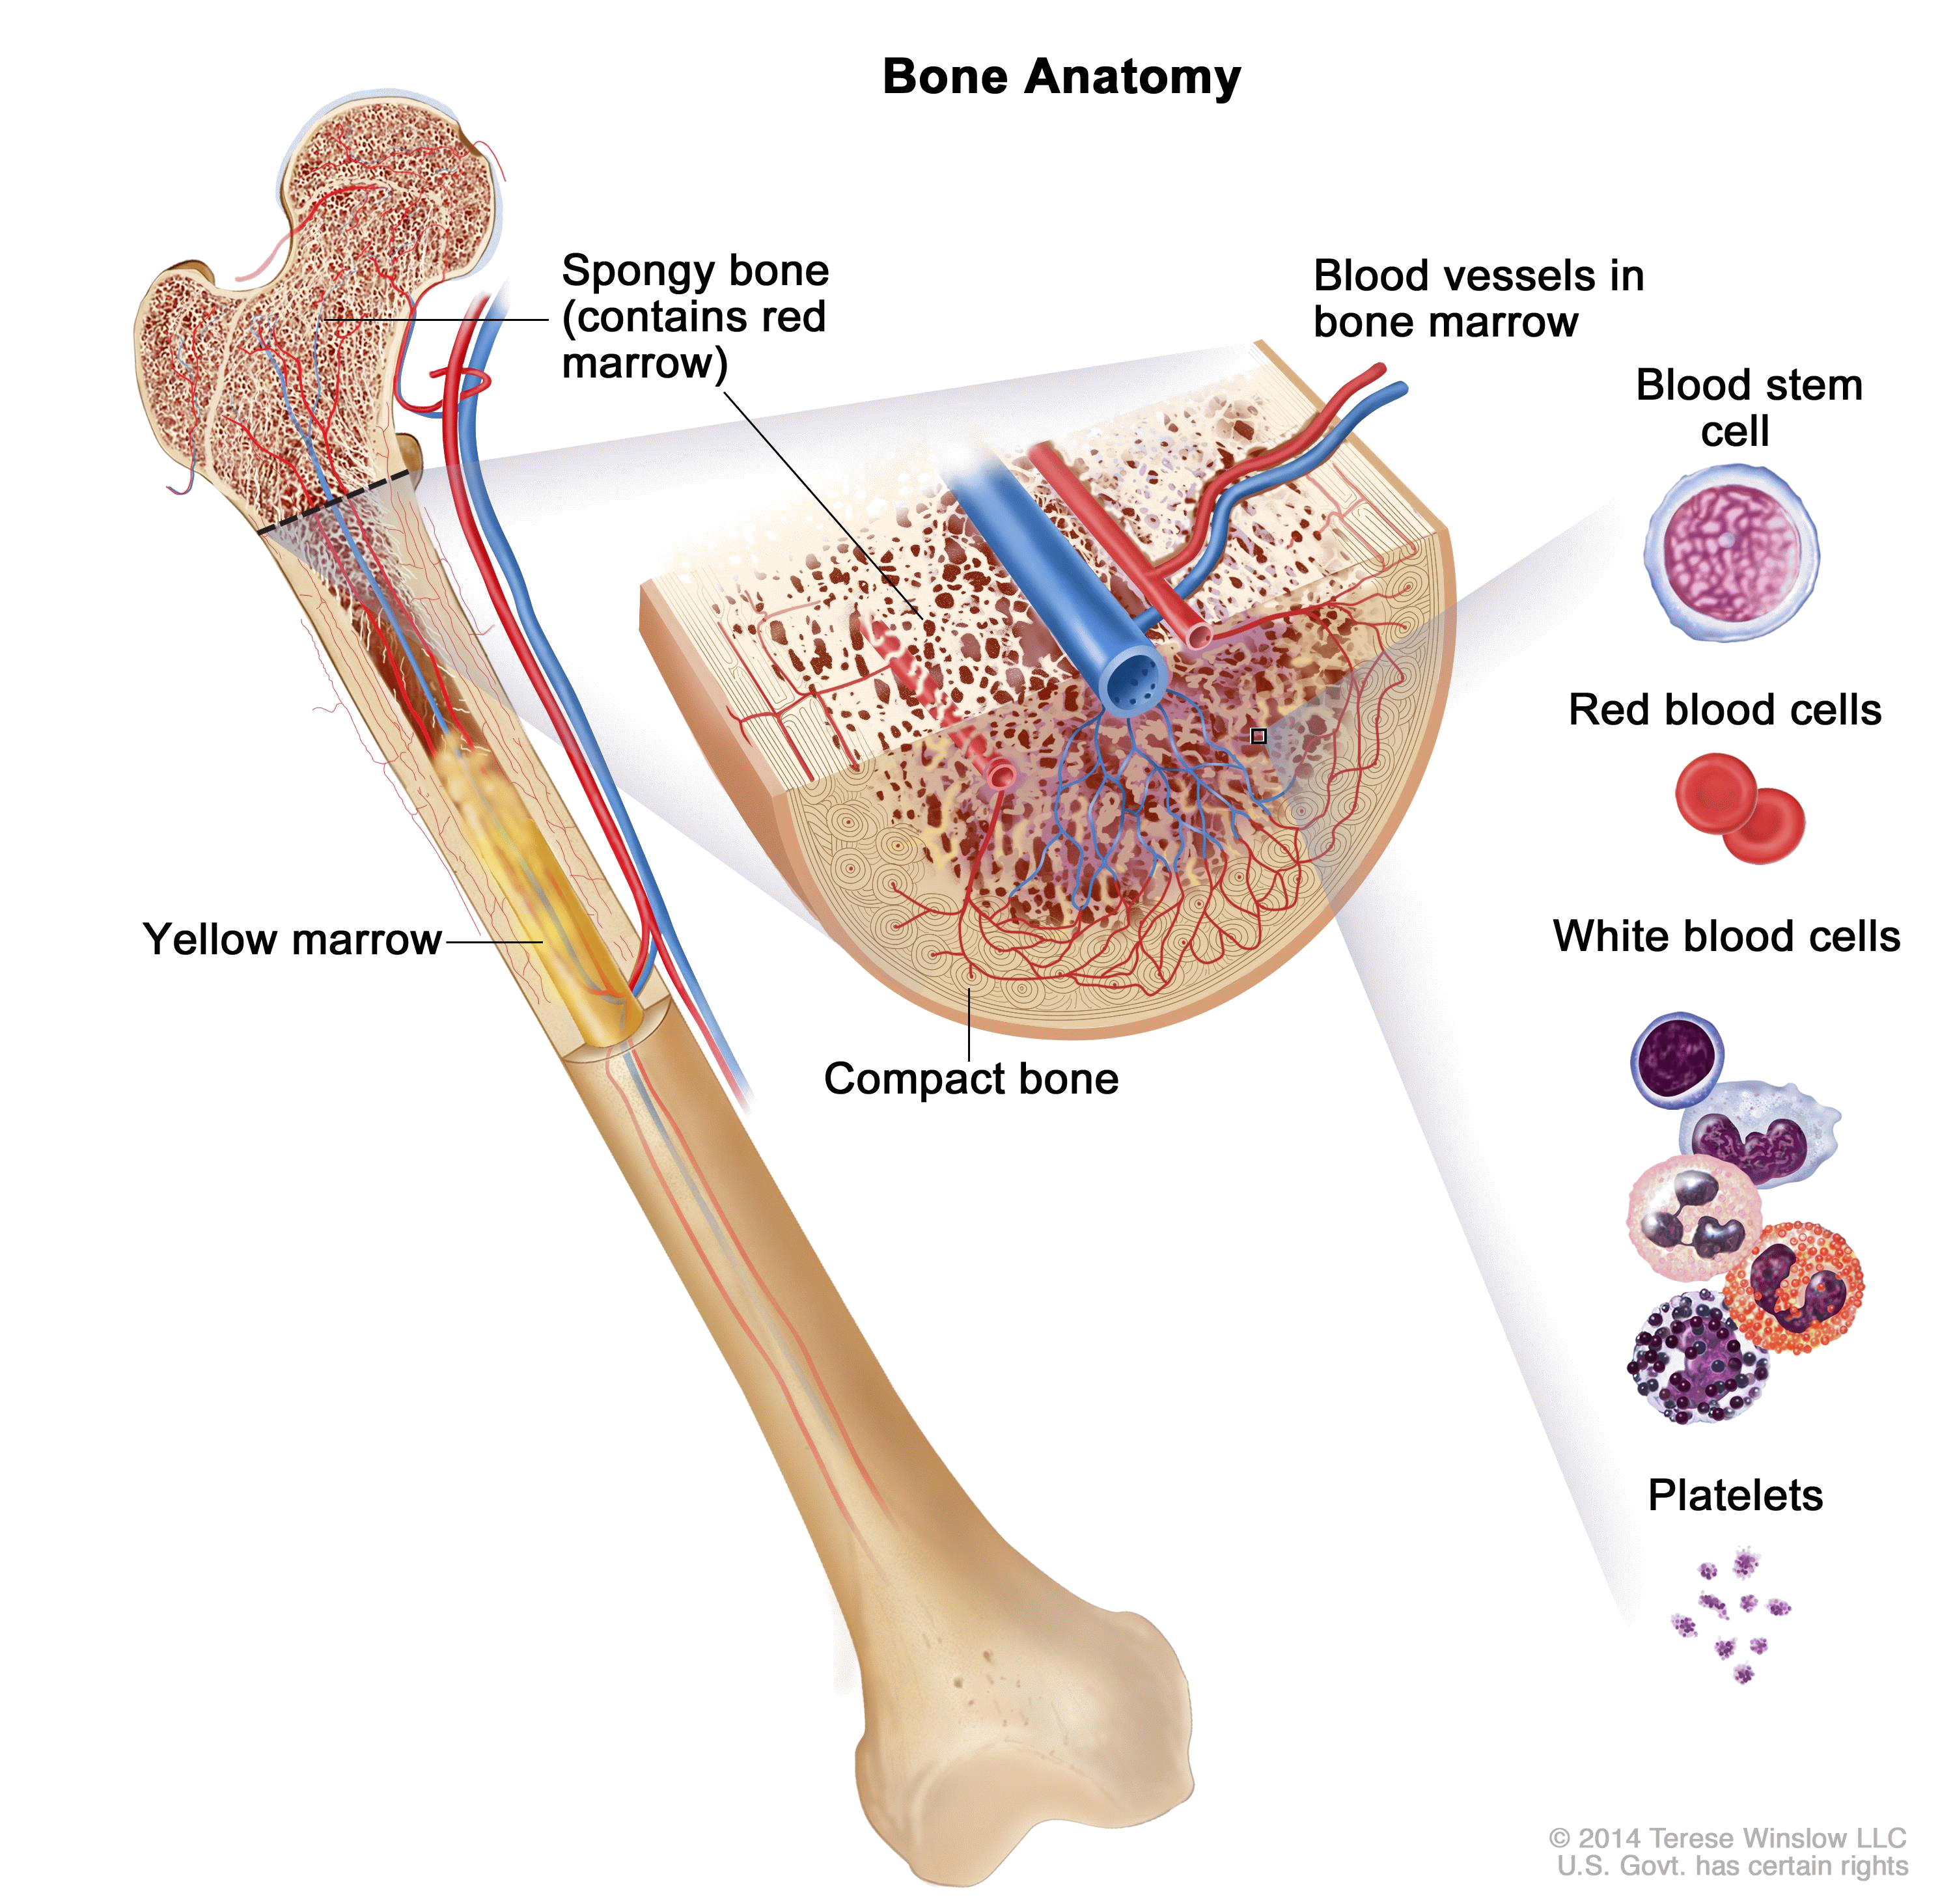 Bone Anatomy
Spongy bone
(contains red
marrow)
Blood vessels in
bone marrow
Blood stem
cell
Red blood cells
White blood cells
Yellow marrow
Compact bone
Platelets
© 2014 Terese Winslow LLC
U.S. Govt. has certain rights